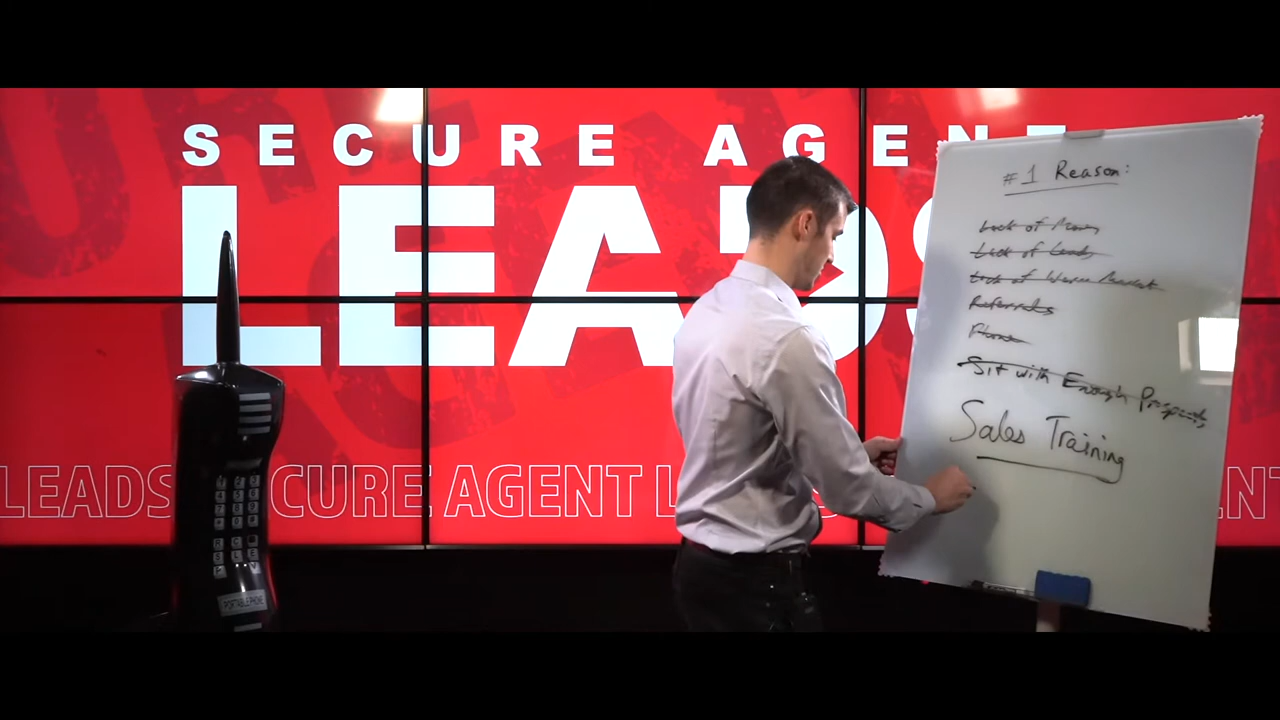 SECURE AGENT
LEADS
#1 Reason:
Lack of Money
Lack of Leads
Lack of Warm Market
Referrals
Phone
Sit with Enough Prospects
Sales Training
LEADS SECURE AGENT L
NT